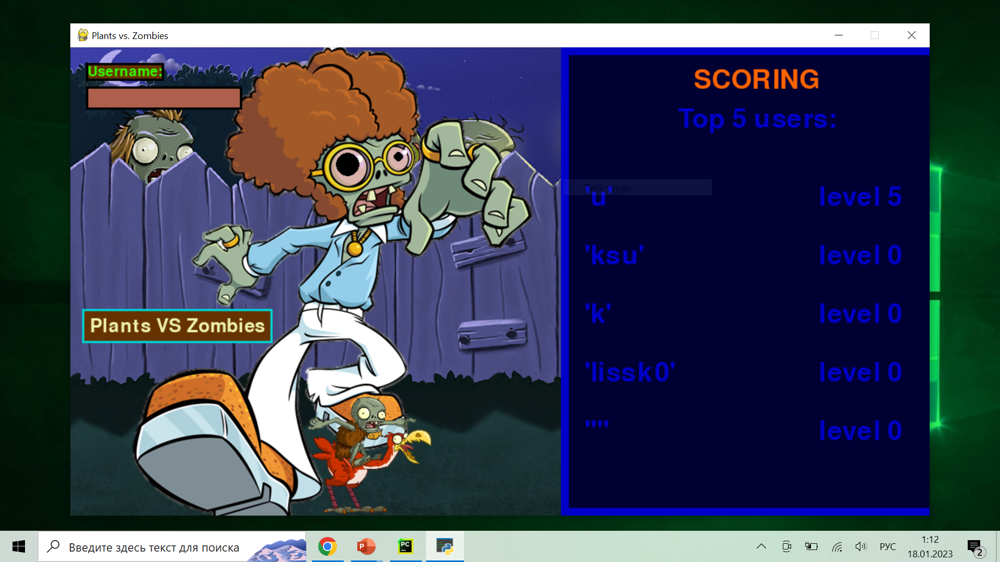 Plants vs. Zombies
Username:
Plants VS Zombies
SCORING
Top 5 users:
Весь экран
'u' level 5
'ksu' level 0
'k' level 0
'lissk0' level 0
'''' level 0
Введите здесь текст для поиска
P
PC
РУС
1:12
18.01.2023
2